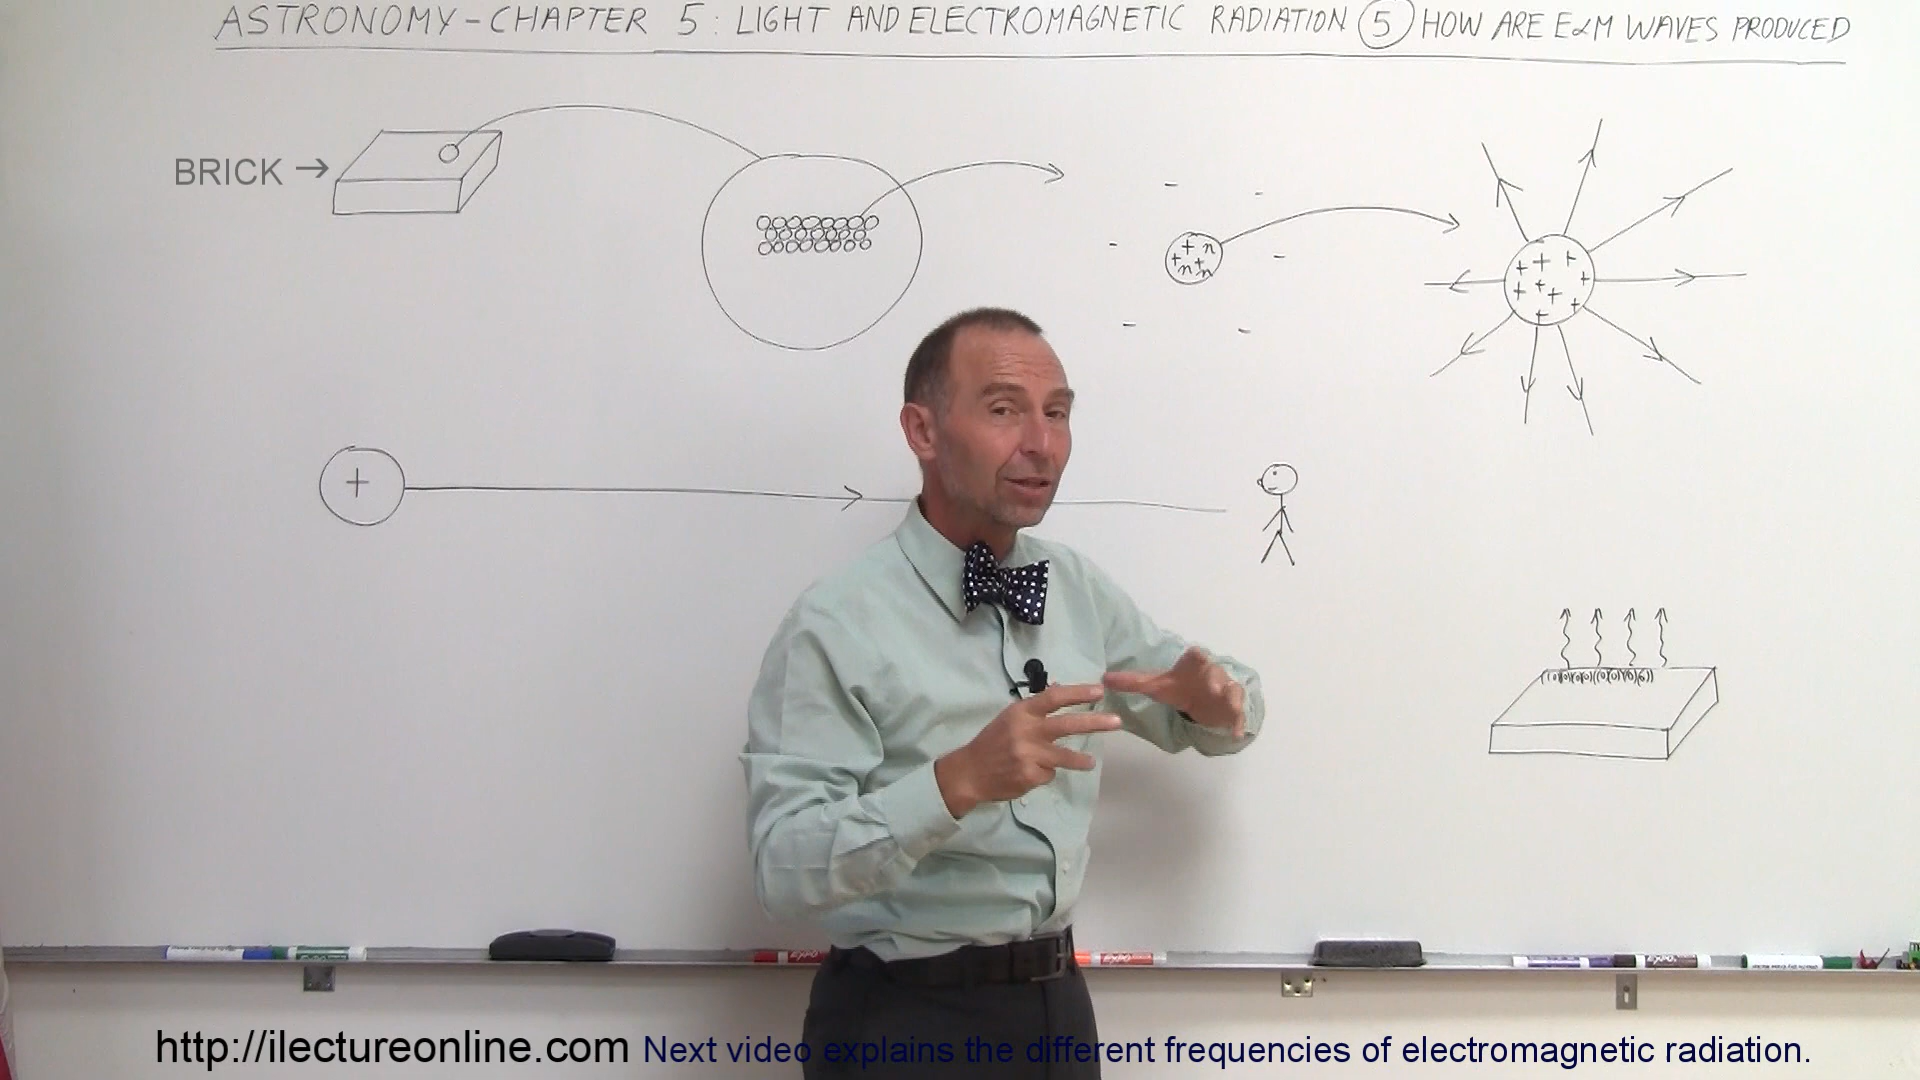 ASTRONOMY - CHAPTER 5 : LIGHT AND ELECTROMAGNETIC RADIATION 5 HOW ARE E&M WAVES PRODUCED
BRICK →
- -
- + n -
+ + n n
- -
+ + + +
+ + + + +
+
http://ilectureonline.com Next video explains the different frequencies of electromagnetic radiation.